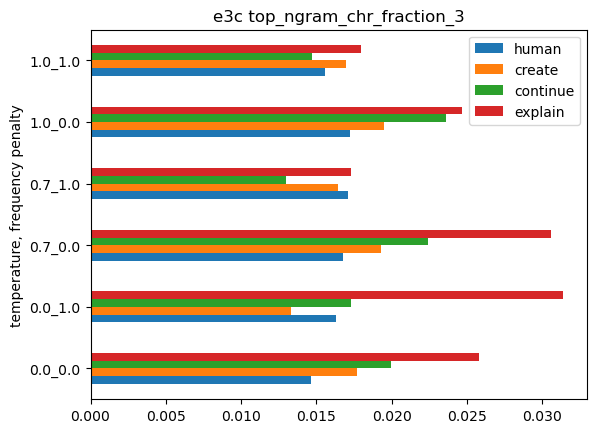 e3c top_ngram_chr_fraction_3
human
create
continue
explain
temperature, frequency penalty
1.0_1.0
1.0_0.0
0.7_1.0
0.7_0.0
0.0_1.0
0.0_0.0
0.000 0.005 0.010 0.015 0.020 0.025 0.030